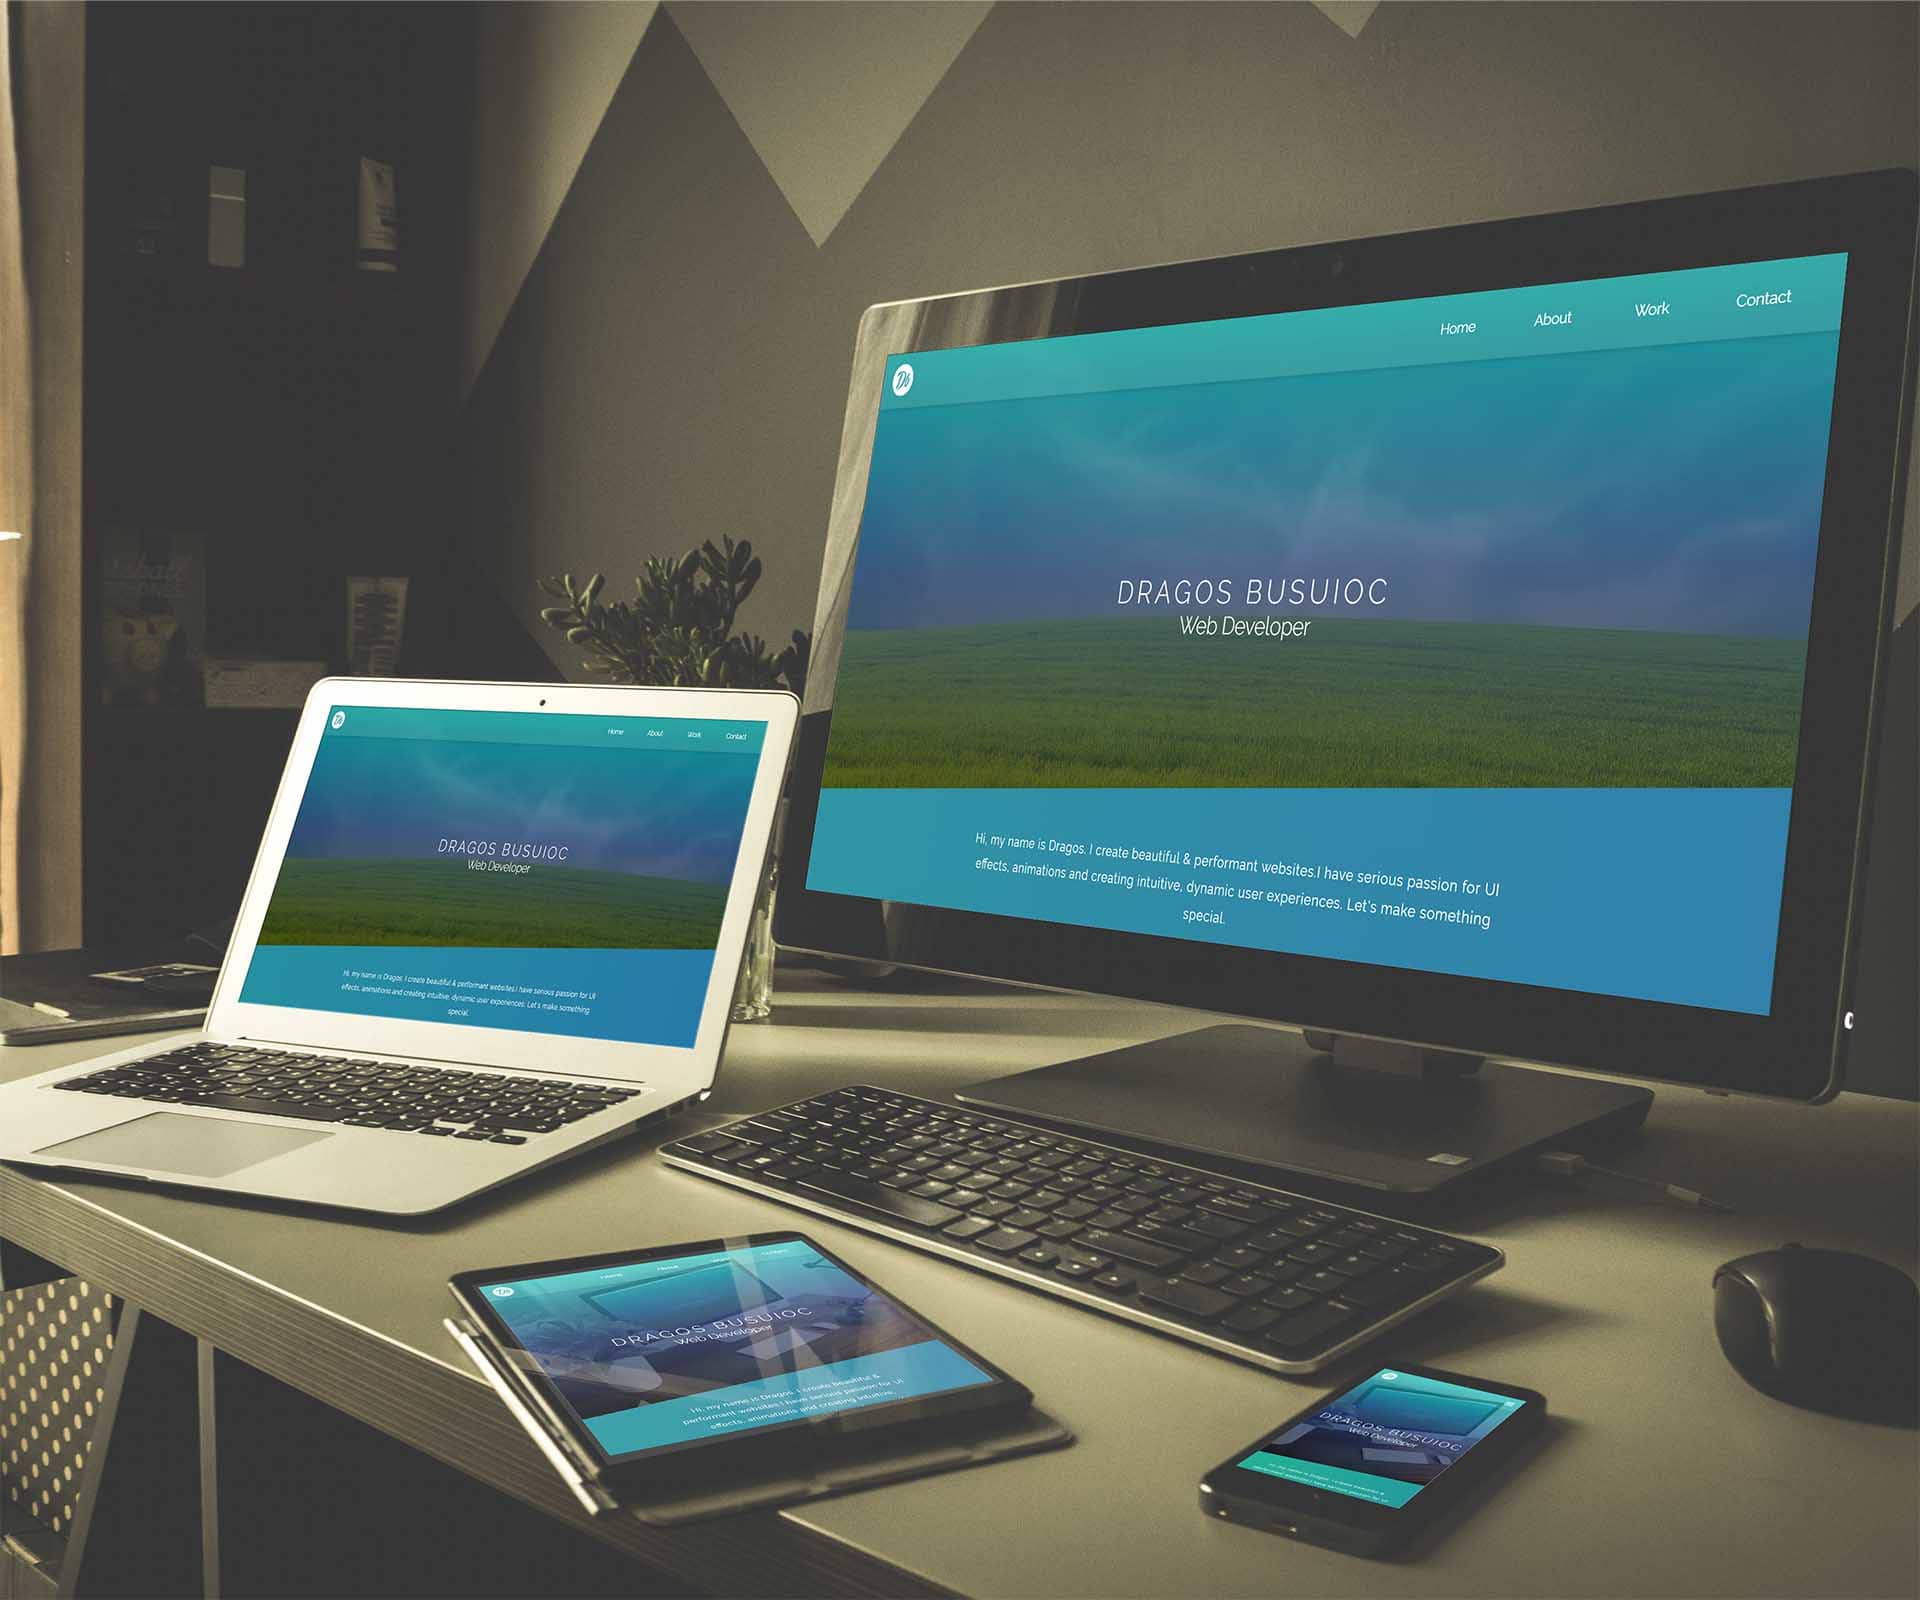 Home
About
Work
Contact
Db
DRAGOS BUSUIOC
Web Developer
Hi, my name is Dragos. I create beautiful & performant websites.I have serious passion for UI
effects, animations and creating intuitive, dynamic user experiences. Let's make something
special.
Db
Home
About
Work
Contact
DRAGOS BUSUIOC
Web Developer
Hi, my name is Dragos. I create beautiful & performant websites.I have serious passion for UI
effects, animations and creating intuitive, dynamic user experiences. Let's make something
special.
Db
Home
About
Work
Contact
DRAGOS BUSUIOC
Web Developer
Hi, my name is Dragos. I create beautiful &
performant websites.I have serious passion for UI
effects, animations and creating intuitive,
Db
DRAGOS BUSUIOC
Web Developer
Hi, my name is Dragos. I create beautiful &
performant websites.I have serious passion for UI